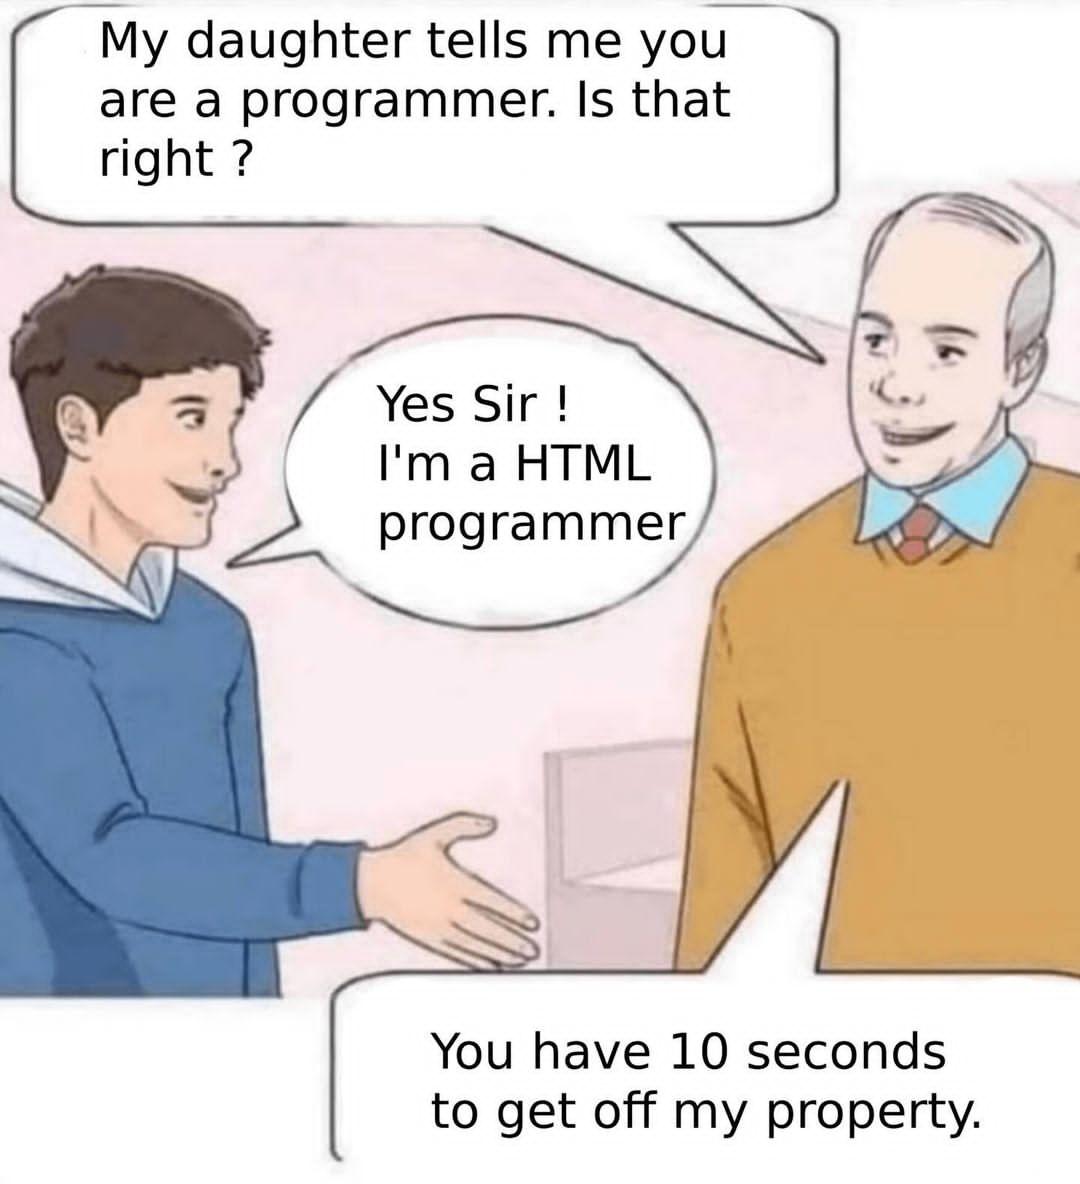 My daughter tells me you
are a programmer. Is that
right ?
Yes Sir !
I'm a HTML
programmer
You have 10 seconds
to get off my property.